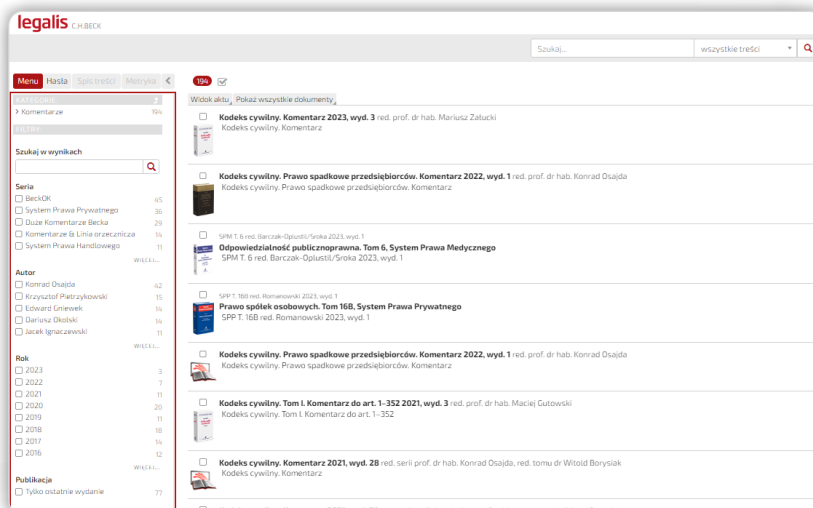 legalis C.H.BECK
Szukaj... wszystkie treści
Menu Hasła Spis treści Metryka
194
KATEGORIE
Komentarze 194
FILTRY:
Szukaj w wynikach
Seria
BeckOK 45
System Prawa Prywatnego 36
Duże Komentarze Becka 29
Komentarze & Linia orzecznicza 14
System Prawa Handlowego 11
WIĘCEJ...
Autor
Konrad Osajda 42
Krzysztof Pietrzykowski 15
Edward Gniewek 14
Dariusz Okolski 14
Jacek Ignaczewski 11
WIĘCEJ...
Rok
2023 3
2022 7
2021 11
2020 20
2019 11
2018 18
2017 14
2016 12
WIĘCEJ...
Publikacja
Tylko ostatnie wydanie 77
Widok aktu Pokaż wszystkie dokumenty
Kodeks cywilny. Komentarz 2023, wyd. 3 red. prof. dr hab. Mariusz Załucki
Kodeks cywilny. Komentarz
Kodeks cywilny. Prawo spadkowe przedsiębiorców. Komentarz 2022, wyd. 1 red. prof. dr hab. Konrad Osajda
Kodeks cywilny. Prawo spadkowe przedsiębiorców. Komentarz
SPM T. 6 red. Barczak-Oplustil/Sroka 2023, wyd. 1
Odpowiedzialność publicznoprawna. Tom 6, System Prawa Medycznego
SPM T. 6 red. Barczak-Oplustil/Sroka 2023, wyd. 1
SPP T. 16B red. Romanowski 2023, wyd. 1
Prawo spółek osobowych. Tom 16B, System Prawa Prywatnego
SPP T. 16B red. Romanowski 2023, wyd. 1
Kodeks cywilny. Prawo spadkowe przedsiębiorców. Komentarz 2022, wyd. 1 red. prof. dr hab. Konrad Osajda
Kodeks cywilny. Prawo spadkowe przedsiębiorców. Komentarz
Kodeks cywilny. Tom I. Komentarz do art. 1–352 2021, wyd. 3 red. prof. dr hab. Maciej Gutowski
Kodeks cywilny. Tom I. Komentarz do art. 1–352
Kodeks cywilny. Komentarz 2021, wyd. 28 red. serii prof. dr hab. Konrad Osajda, red. tomu dr Witold Borysiak
Kodeks cywilny. Komentarz